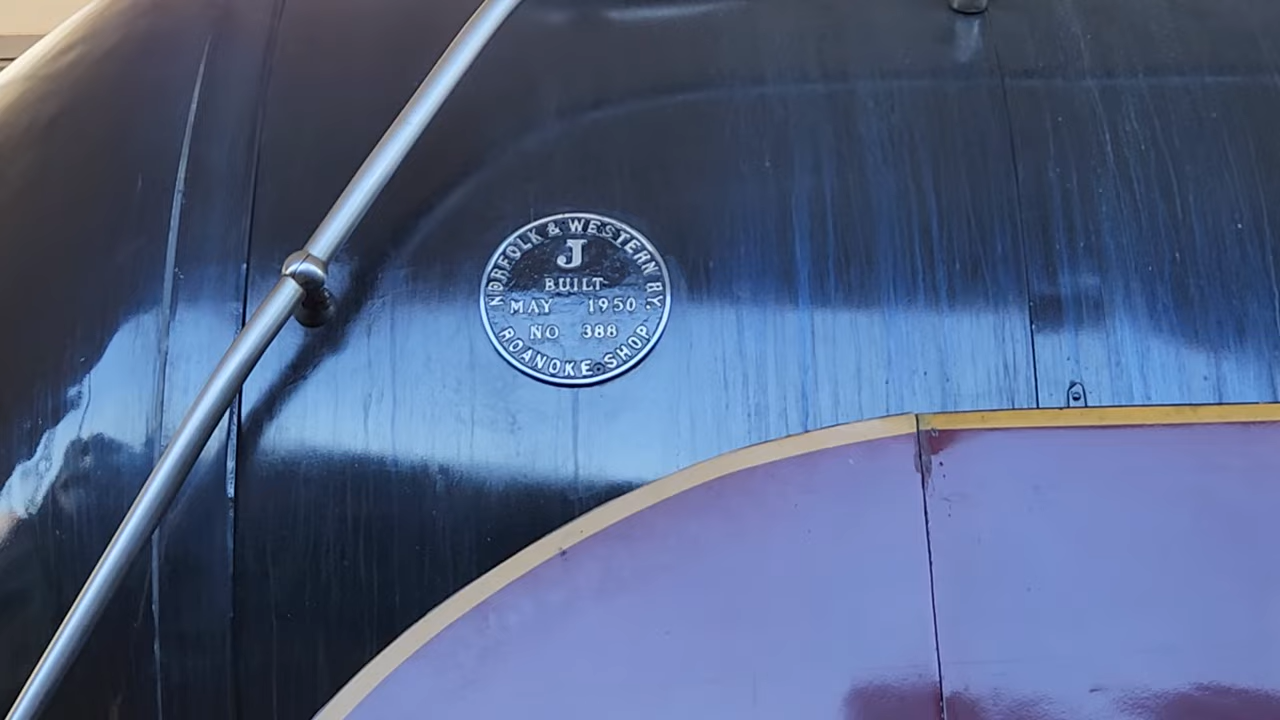 NORFOLK & WESTERN RY.
J
BUILT
MAY 1950
NO 388
ROANOKE SHOP